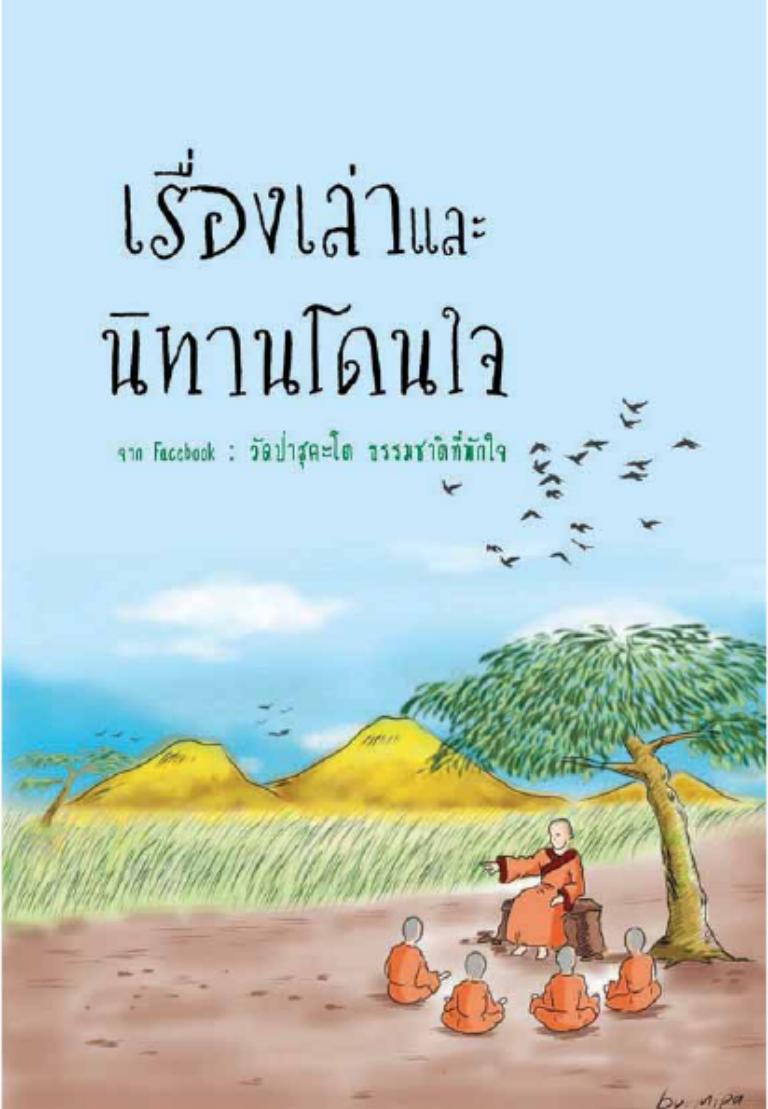 เรื่องเล่าและ
นิทานโดนใจ
จาก Facebook : วัดป่าสุคะโต ธรรมชาติที่พักใจ
by. Nipa